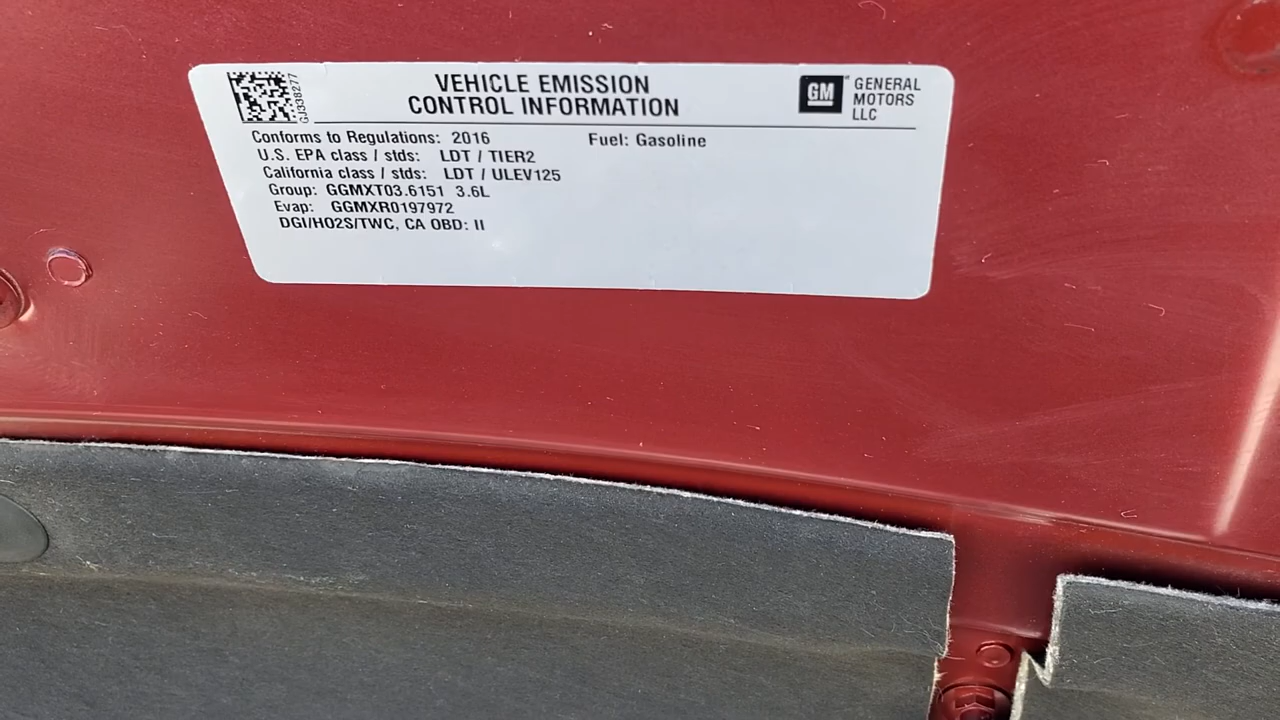 GJ338277
VEHICLE EMISSION
CONTROL INFORMATION
GM
GENERAL
MOTORS
LLC
Conforms to Regulations: 2016 Fuel: Gasoline
U.S. EPA class / stds: LDT / TIER2
California class / stds: LDT / ULEV125
Group: GGMXT03.6151 3.6L
Evap: GGMXR0197972
DGI/HO2S/TWC, CA OBD: II